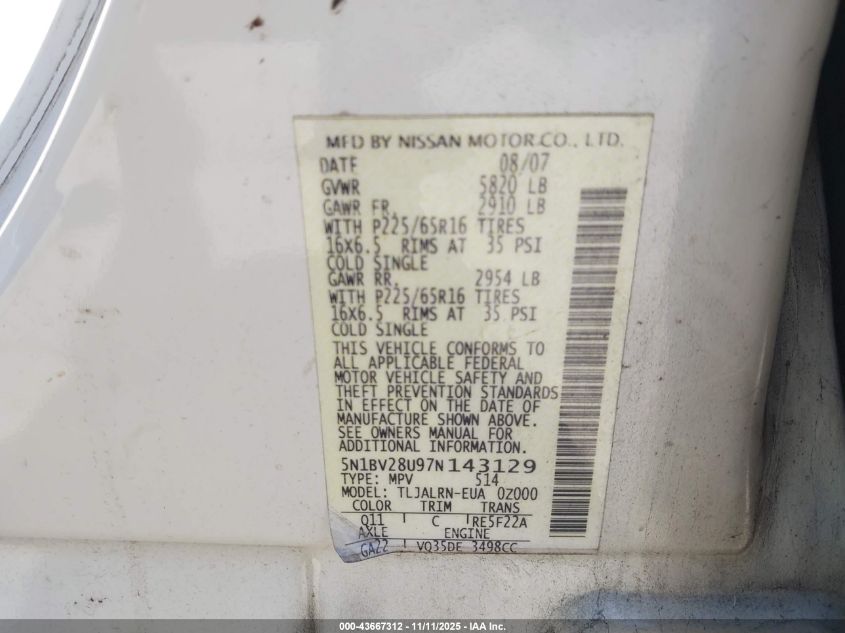 MFD BY NISSAN MOTOR CO., LTD.
DATE 08/07
GVWR 5820 LB
GAWR FR. 2910 LB
WITH P225/65R16 TIRES
16X6.5 RIMS AT 35 PSI
COLD SINGLE
GAWR RR. 2954 LB
WITH P225/65R16 TIRES
16X6.5 RIMS AT 35 PSI
COLD SINGLE
THIS VEHICLE CONFORMS TO
ALL APPLICABLE FEDERAL
MOTOR VEHICLE SAFETY AND
THEFT PREVENTION STANDARDS
IN EFFECT ON THE DATE OF
MANUFACTURE SHOWN ABOVE.
SEE OWNERS MANUAL FOR
ADDITIONAL INFORMATION.
5N1BV28U97N143129
TYPE: MPV 514
MODEL: TLJALRN-EUA 0Z000
COLOR TRIM TRANS
Q11 C RE5F22A
AXLE ENGINE
GA22 VQ35DE 3498CC
000-43667312 - 11/11/2025 - IAA Inc.